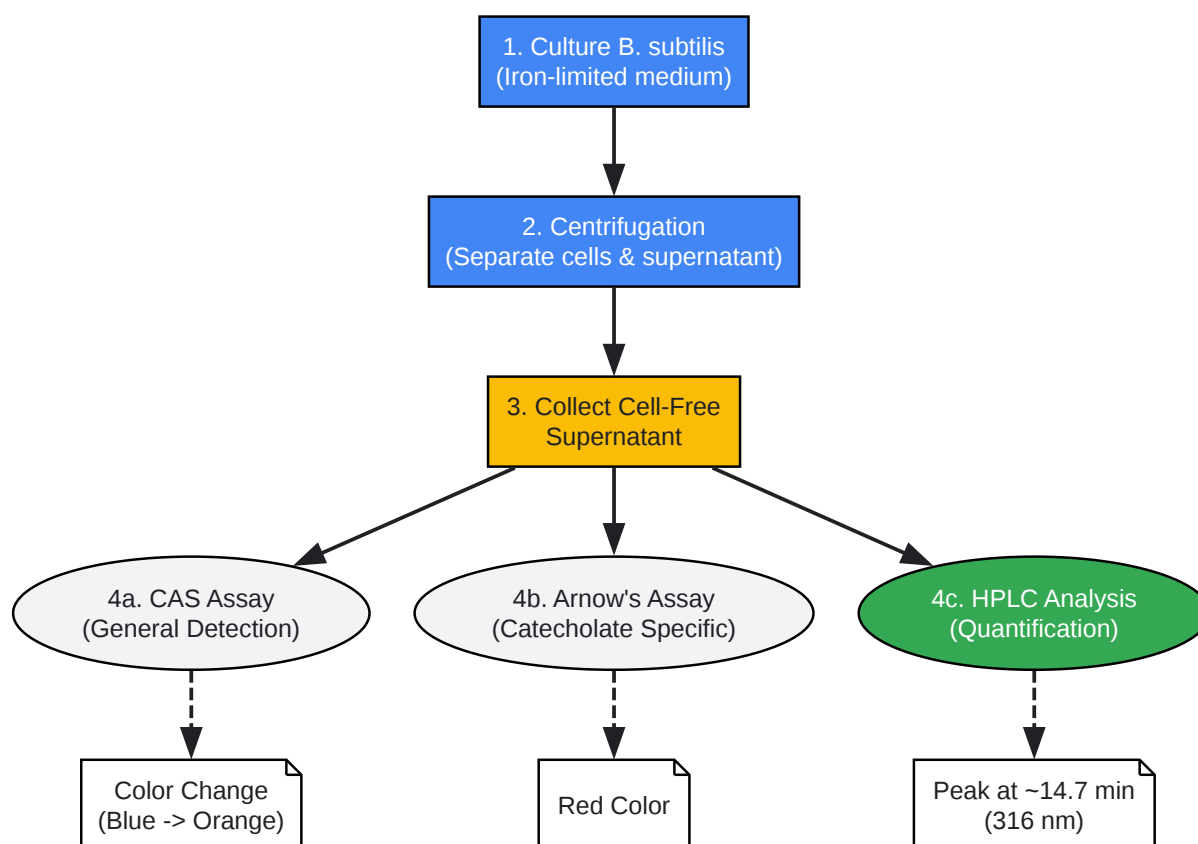 1. Culture B. subtilis
(Iron-limited medium)
2. Centrifugation
(Separate cells & supernatant)
3. Collect Cell-Free
Supernatant
4a. CAS Assay
(General Detection)
4b. Arnow's Assay
(Catecholate Specific)
4c. HPLC Analysis
(Quantification)
Color Change
(Blue -> Orange)
Red Color
Peak at ~14.7 min
(316 nm)